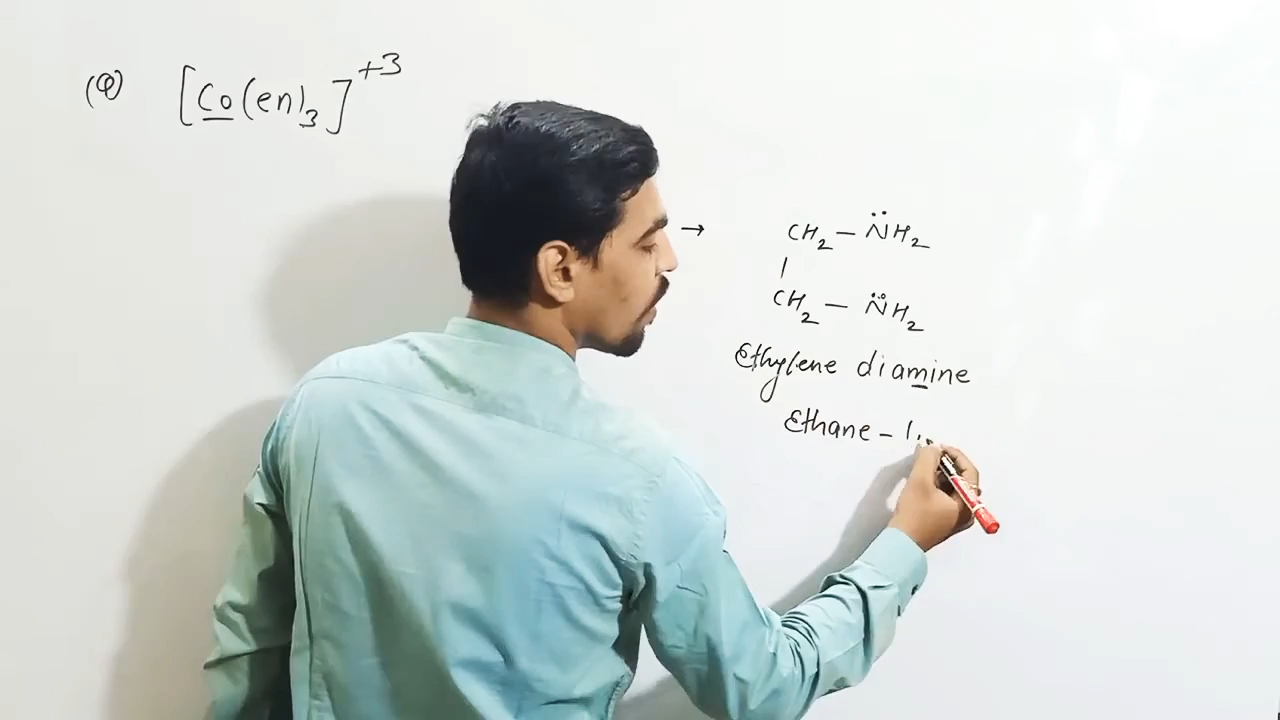 (Q) [Co(en)₃]⁺³
→ CH₂ – N̈H₂
|
CH₂ – N̈H₂
Ethylene diamine
Ethane – 1,